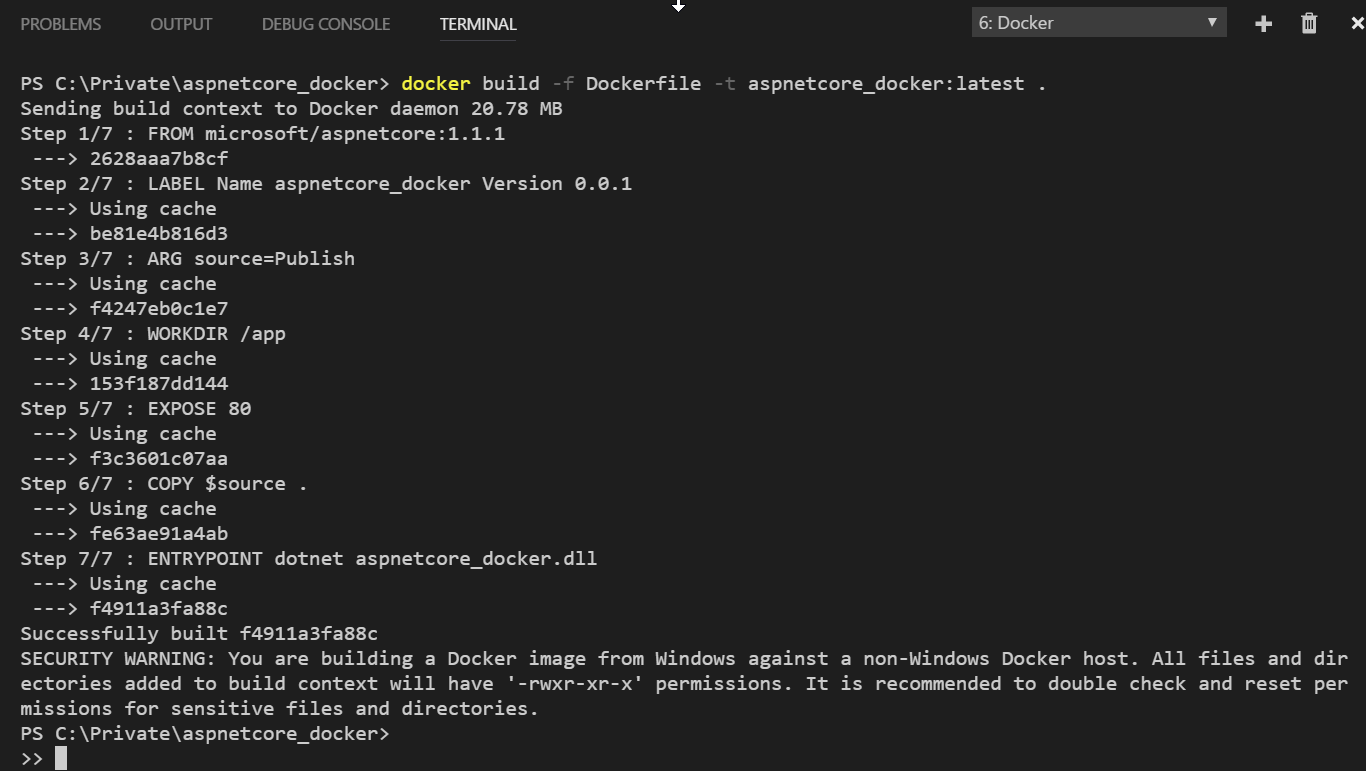 PROBLEMS OUTPUT DEBUG CONSOLE TERMINAL 6: Docker
PS C:\Private\aspnetcore_docker> docker build -f Dockerfile -t aspnetcore_docker:latest .
Sending build context to Docker daemon 20.78 MB
Step 1/7 : FROM microsoft/aspnetcore:1.1.1
 ---> 2628aaa7b8cf
Step 2/7 : LABEL Name aspnetcore_docker Version 0.0.1
 ---> Using cache
 ---> be81e4b816d3
Step 3/7 : ARG source=Publish
 ---> Using cache
 ---> f4247eb0c1e7
Step 4/7 : WORKDIR /app
 ---> Using cache
 ---> 153f187dd144
Step 5/7 : EXPOSE 80
 ---> Using cache
 ---> f3c3601c07aa
Step 6/7 : COPY $source .
 ---> Using cache
 ---> fe63ae91a4ab
Step 7/7 : ENTRYPOINT dotnet aspnetcore_docker.dll
 ---> Using cache
 ---> f4911a3fa88c
Successfully built f4911a3fa88c
SECURITY WARNING: You are building a Docker image from Windows against a non-Windows Docker host. All files and dir
ectories added to build context will have '-rwxr-xr-x' permissions. It is recommended to double check and reset per
missions for sensitive files and directories.
PS C:\Private\aspnetcore_docker>
>>